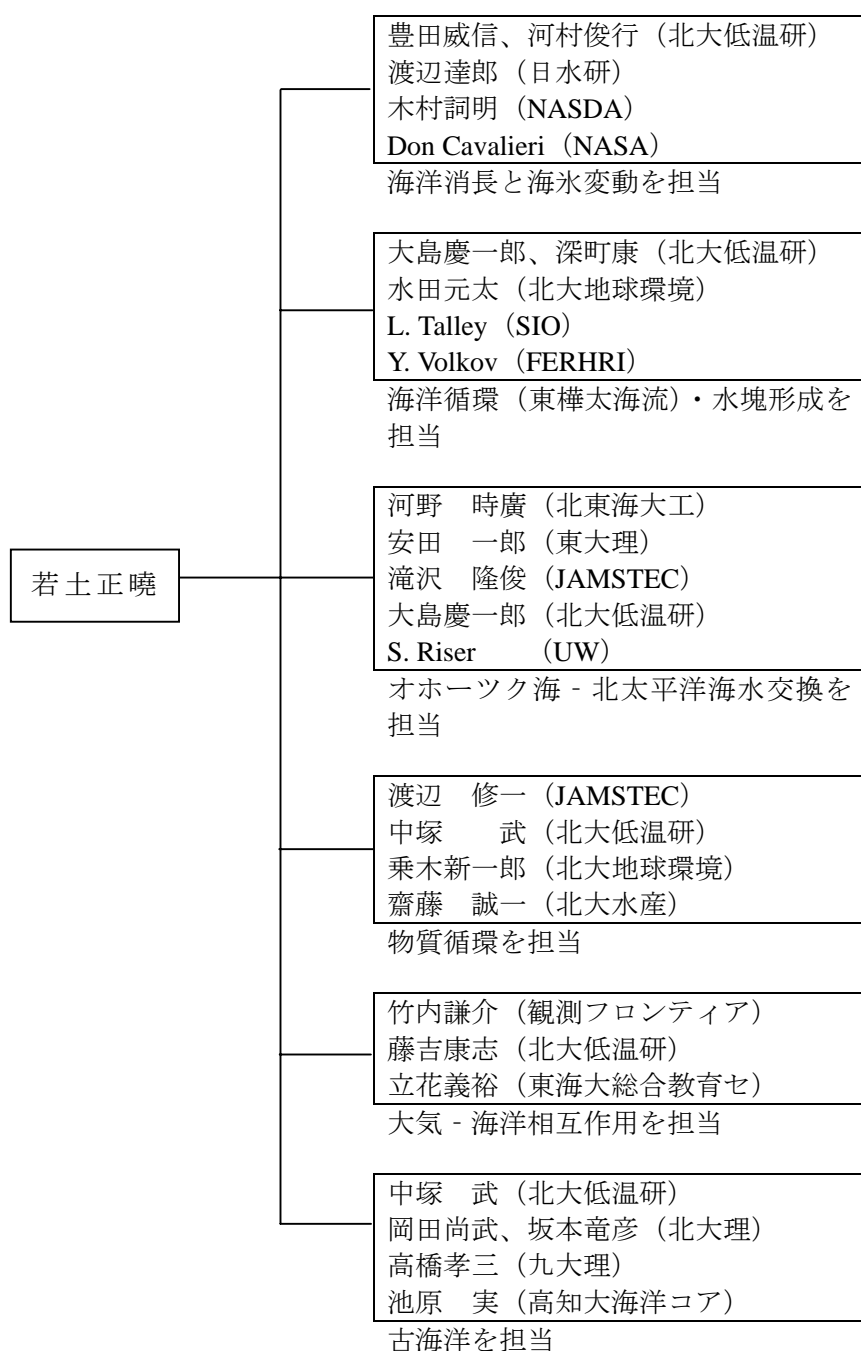 豊田威信、河村俊行（北大低温研）
渡辺達郎（日水研）
木村詞明（NASDA）
Don Cavalieri（NASA）
海洋消長と海氷変動を担当
大島慶一郎、深町康（北大低温研）
水田元太（北大地球環境）
L. Talley（SIO）
Y. Volkov（FERHRI）
海洋循環（東樺太海流）・水塊形成を
担当
若土正曉
河野　時廣（北東海大工）
安田　一郎（東大理）
滝沢　隆俊（JAMSTEC）
大島慶一郎（北大低温研）
S. Riser　　（UW）
オホーツク海‐北太平洋海水交換を
担当
渡辺　修一（JAMSTEC）
中塚　　武（北大低温研）
乗木新一郎（北大地球環境）
齋藤　誠一（北大水産）
物質循環を担当
竹内謙介（観測フロンティア）
藤吉康志（北大低温研）
立花義裕（東海大総合教育セ）
大気‐海洋相互作用を担当
中塚　武（北大低温研）
岡田尚武、坂本竜彦（北大理）
高橋孝三（九大理）
池原　実（高知大海洋コア）
古海洋を担当